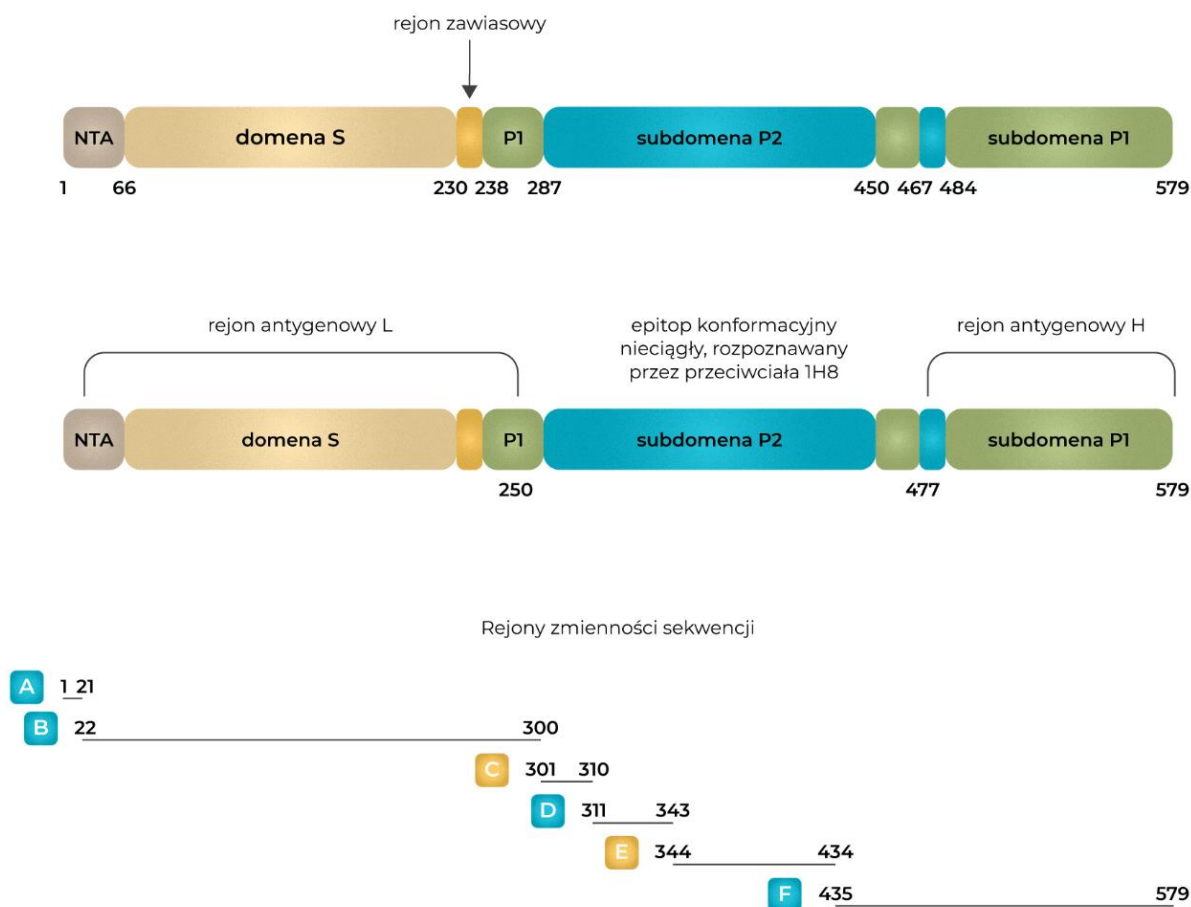 rejon zawiasowy
NTA domena S P1 subdomena P2 subdomena P1
1 66 230 238 287 450 467 484 579
rejon antygenowy L
epitop konformacyjny
nieciągły, rozpoznawany
przez przeciwciała 1H8
rejon antygenowy H
NTA domena S P1 subdomena P2 subdomena P1
250 477 579
Rejony zmienności sekwencji
A 1 21
B 22 300
C 301 310
D 311 343
E 344 434
F 435 579